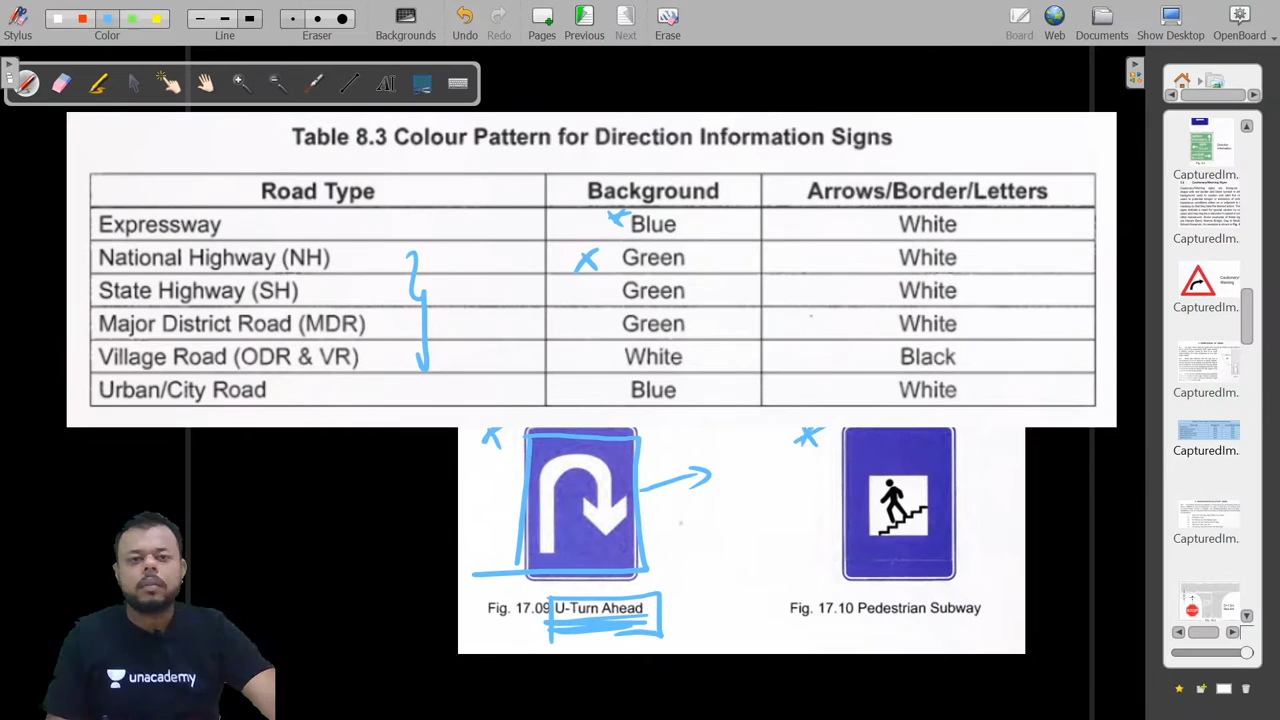 Stylus
Color
Line
Eraser
Backgrounds
Undo
Redo
Pages
Previous
Next
Erase
Board
Web
Documents
Show Desktop
OpenBoard
Table 8.3 Colour Pattern for Direction Information Signs
Road Type Background Arrows/Border/Letters
Expressway Blue White
National Highway (NH) Green White
State Highway (SH) Green White
Major District Road (MDR) Green White
Village Road (ODR & VR) White Black
Urban/City Road Blue White
Fig. 17.09 U-Turn Ahead
Fig. 17.10 Pedestrian Subway
unacademy
CapturedIm.
CapturedIm.
CapturedIm.
CapturedIm.
CapturedIm.
CapturedIm.
STOP